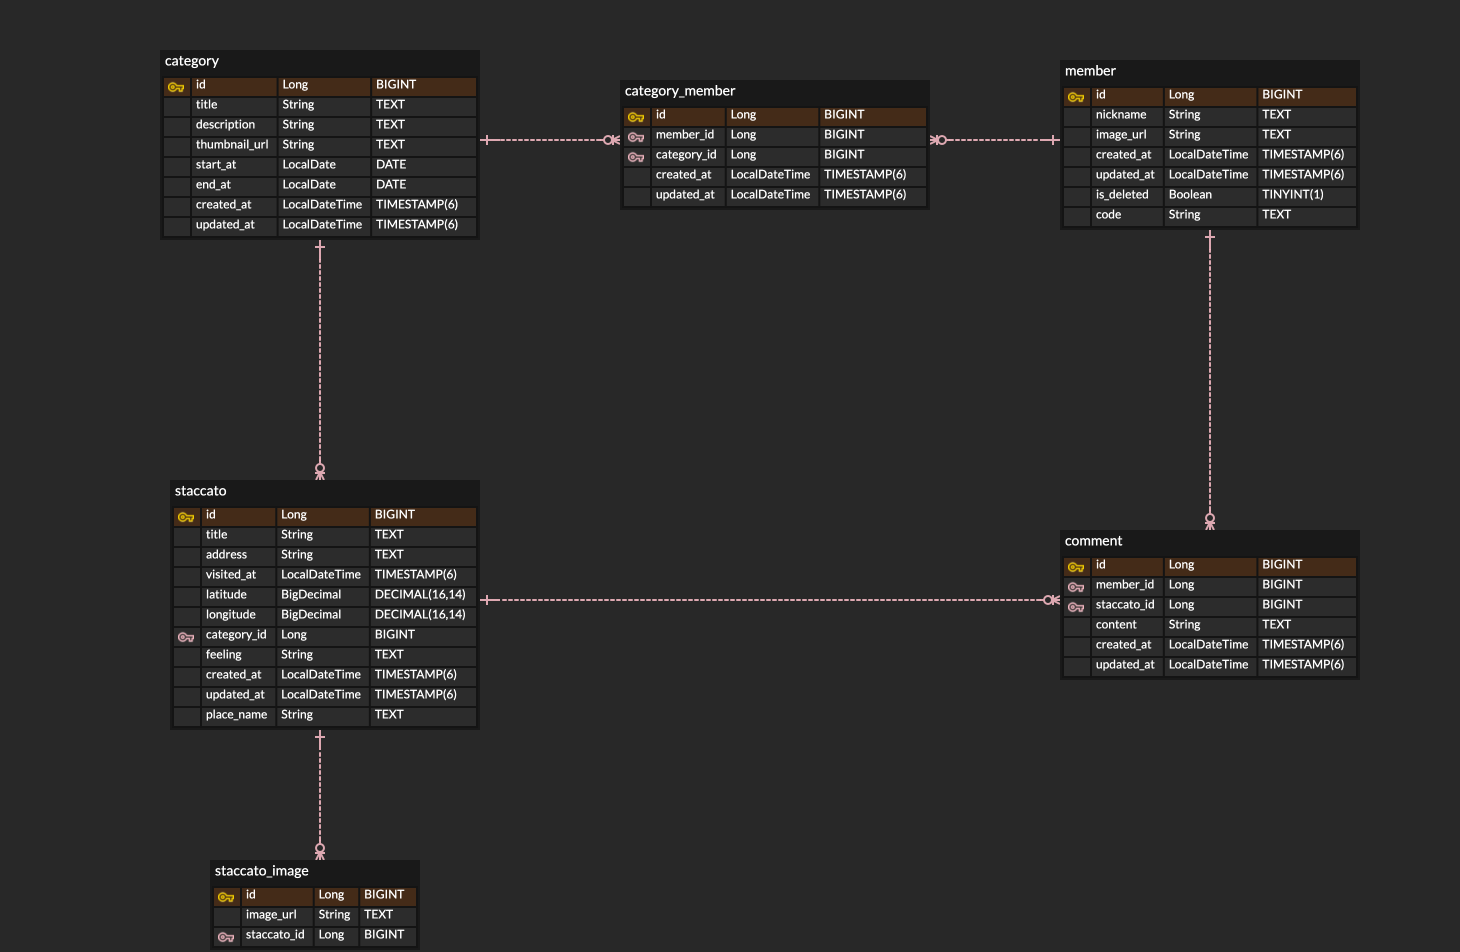 category
id Long BIGINT
title String TEXT
description String TEXT
thumbnail_url String TEXT
start_at LocalDate DATE
end_at LocalDate DATE
created_at LocalDateTime TIMESTAMP(6)
updated_at LocalDateTime TIMESTAMP(6)
category_member
id Long BIGINT
member_id Long BIGINT
category_id Long BIGINT
created_at LocalDateTime TIMESTAMP(6)
updated_at LocalDateTime TIMESTAMP(6)
member
id Long BIGINT
nickname String TEXT
image_url String TEXT
created_at LocalDateTime TIMESTAMP(6)
updated_at LocalDateTime TIMESTAMP(6)
is_deleted Boolean TINYINT(1)
code String TEXT
staccato
id Long BIGINT
title String TEXT
address String TEXT
visited_at LocalDateTime TIMESTAMP(6)
latitude BigDecimal DECIMAL(16,14)
longitude BigDecimal DECIMAL(16,14)
category_id Long BIGINT
feeling String TEXT
created_at LocalDateTime TIMESTAMP(6)
updated_at LocalDateTime TIMESTAMP(6)
place_name String TEXT
comment
id Long BIGINT
member_id Long BIGINT
staccato_id Long BIGINT
content String TEXT
created_at LocalDateTime TIMESTAMP(6)
updated_at LocalDateTime TIMESTAMP(6)
staccato_image
id Long BIGINT
image_url String TEXT
staccato_id Long BIGINT